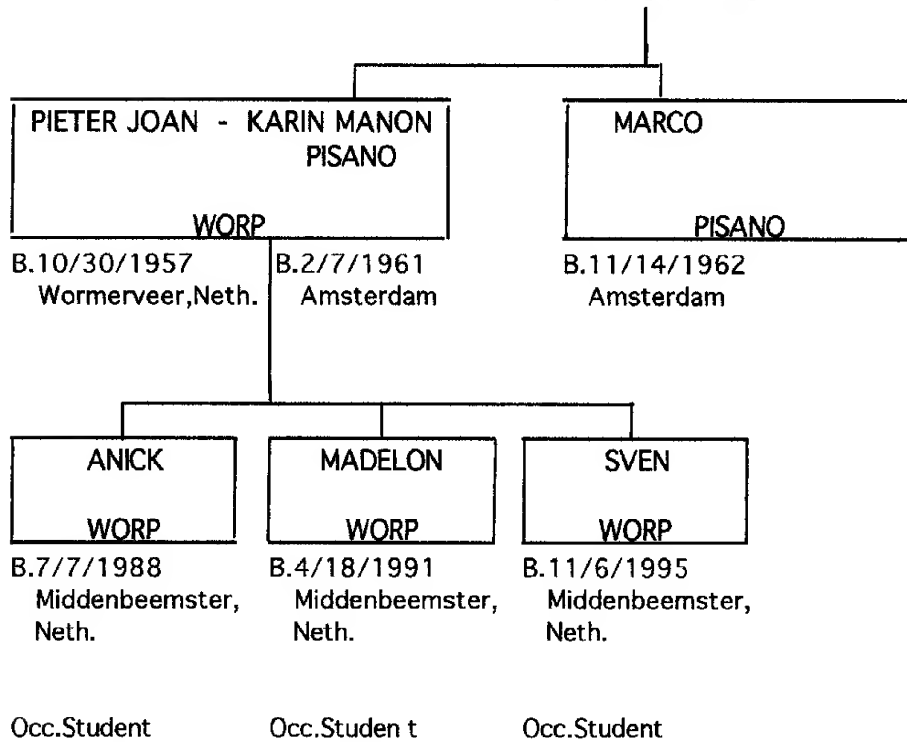 PIETER JOAN - KARIN MANON
PISANO
WORP
B.10/30/1957
Wormerveer,Neth.
B.2/7/1961
Amsterdam
MARCO
PISANO
B.11/14/1962
Amsterdam
ANICK
WORP
B.7/7/1988
Middenbeemster,
Neth.
Occ.Student
MADELON
WORP
B.4/18/1991
Middenbeemster,
Neth.
Occ.Studen t
SVEN
WORP
B.11/6/1995
Middenbeemster,
Neth.
Occ.Student